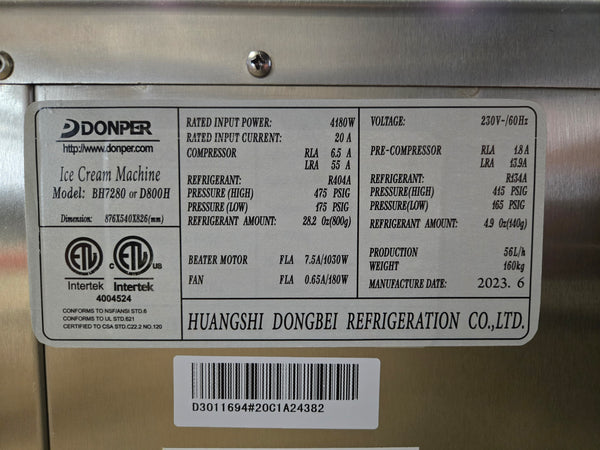 DONPER
http://www.donper.com
Ice Cream Machine
Model: BH7280 or D800H
Dimension: 876X540X826(mm)
Intertek
C US
Intertek
4004524
CONFORMS TO NSF/ANSI STD.6
CONFORMS TO UL STD.621
CERTIFIED TO CSA STD.C22.2 NO.120
RATED INPUT POWER: 4180W
RATED INPUT CURRENT: 20 A
COMPRESSOR RLA 6.5 A
LRA 55 A
REFRIGERANT: R404A
PRESSURE(HIGH) 475 PSIG
PRESSURE(LOW) 175 PSIG
REFRIGERANT AMOUNT: 28.2 Oz(800g)
BEATER MOTOR FLA 7.5A/1030W
FAN FLA 0.65A/180W
VOLTAGE: 230V~/60Hz
PRE-COMPRESSOR RLA 1.8 A
LRA 13.9A
REFRIGERANT: R134A
PRESSURE(HIGH) 415 PSIG
PRESSURE(LOW) 165 PSIG
REFRIGERANT AMOUNT: 4.9 Oz(140g)
PRODUCTION 56L/h
WEIGHT 160kg
MANUFACTURE DATE: 2023. 6
HUANGSHI DONGBEI REFRIGERATION CO.,LTD.
D3011694#20C1A24382